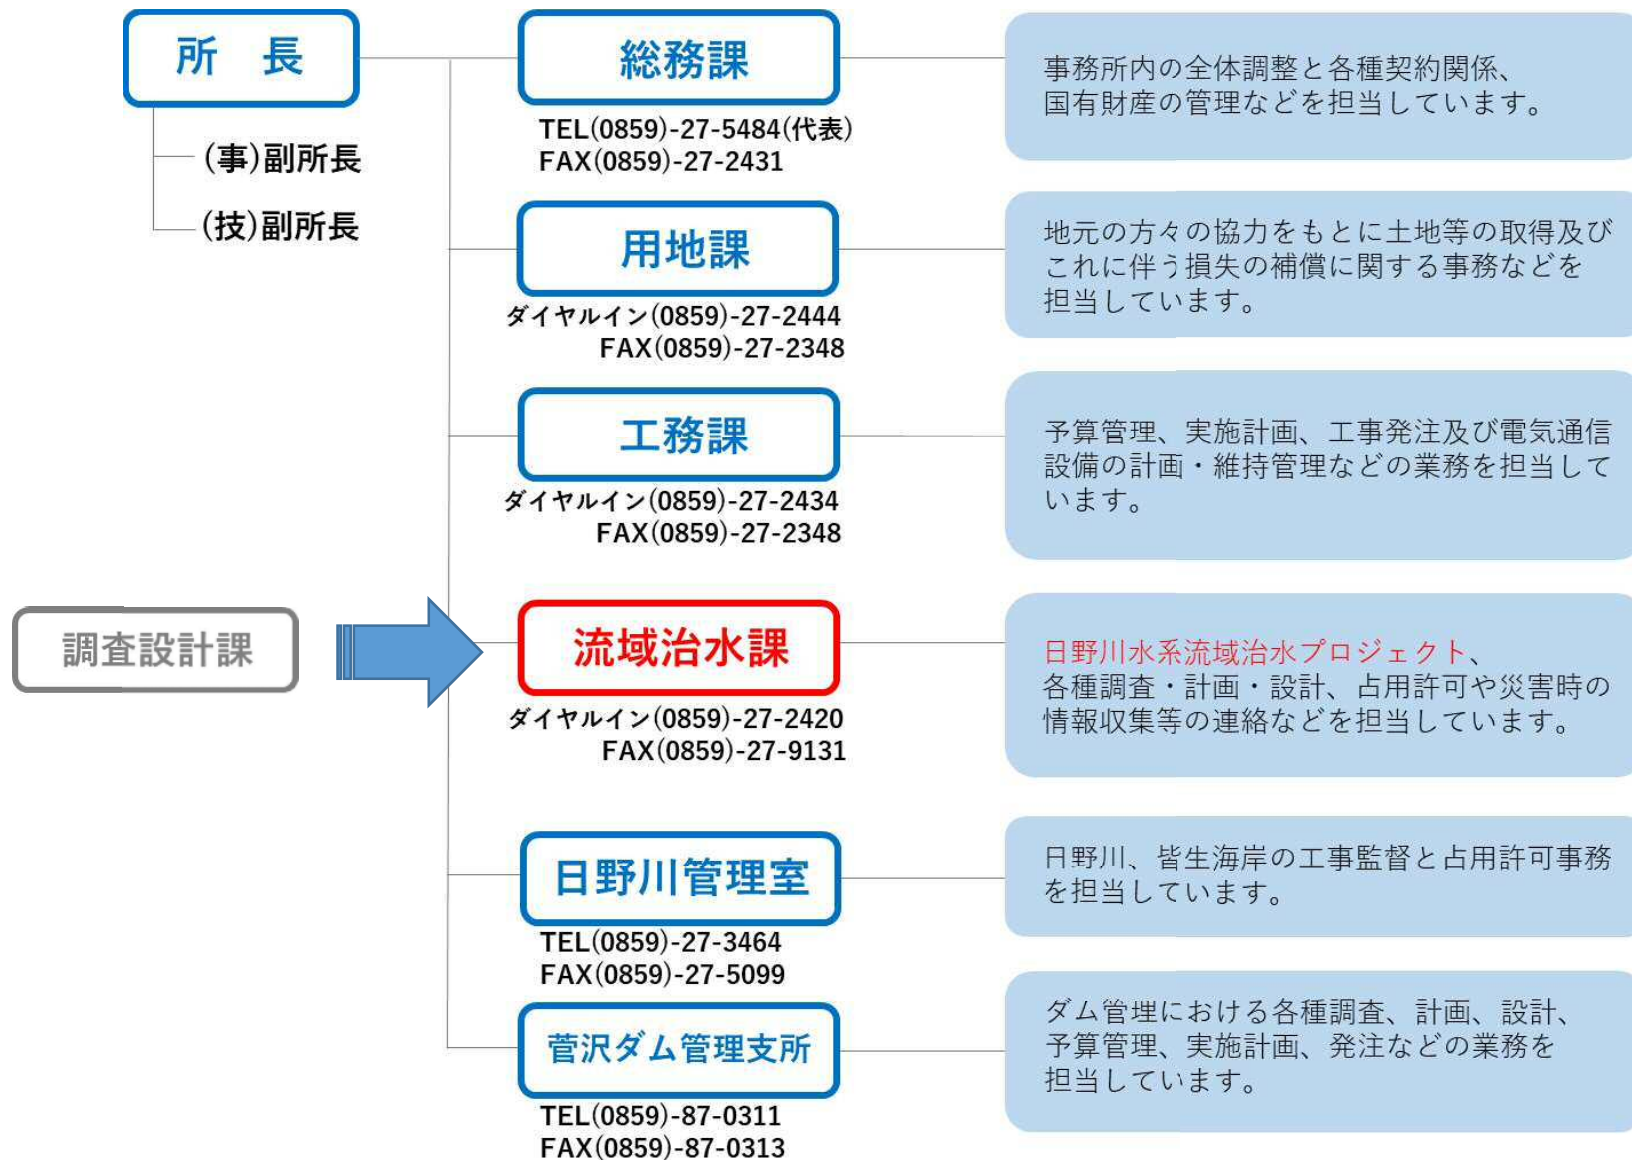 所　長
(事)副所長
(技)副所長
総務課
TEL(0859)-27-5484(代表)
FAX(0859)-27-2431
事務所内の全体調整と各種契約関係、
国有財産の管理などを担当しています。
用地課
ダイヤルイン(0859)-27-2444
FAX(0859)-27-2348
地元の方々の協力をもとに土地等の取得及び
これに伴う損失の補償に関する事務などを
担当しています。
工務課
ダイヤルイン(0859)-27-2434
FAX(0859)-27-2348
予算管理、実施計画、工事発注及び電気通信
設備の計画・維持管理などの業務を担当して
います。
調査設計課
流域治水課
ダイヤルイン(0859)-27-2420
FAX(0859)-27-9131
日野川水系流域治水プロジェクト、
各種調査・計画・設計、占用許可や災害時の
情報収集等の連絡などを担当しています。
日野川管理室
TEL(0859)-27-3464
FAX(0859)-27-5099
日野川、皆生海岸の工事監督と占用許可事務
を担当しています。
菅沢ダム管理支所
TEL(0859)-87-0311
FAX(0859)-87-0313
ダム管理における各種調査、計画、設計、
予算管理、実施計画、発注などの業務を
担当しています。